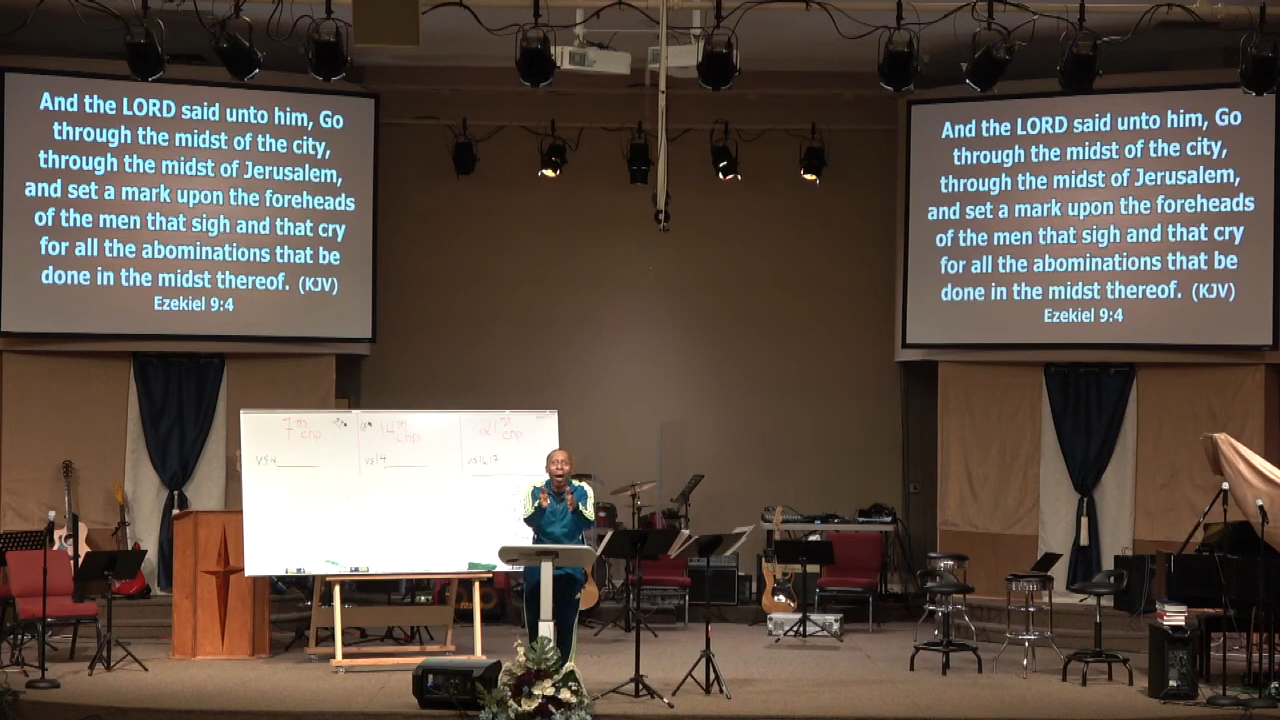 And the LORD said unto him, Go
through the midst of the city,
through the midst of Jerusalem,
and set a mark upon the foreheads
of the men that sigh and that cry
for all the abominations that be
done in the midst thereof. (KJV)
Ezekiel 9:4
And the LORD said unto him, Go
through the midst of the city,
through the midst of Jerusalem,
and set a mark upon the foreheads
of the men that sigh and that cry
for all the abominations that be
done in the midst thereof. (KJV)
Ezekiel 9:4
7th chp
14th chp
21st chp
vs14